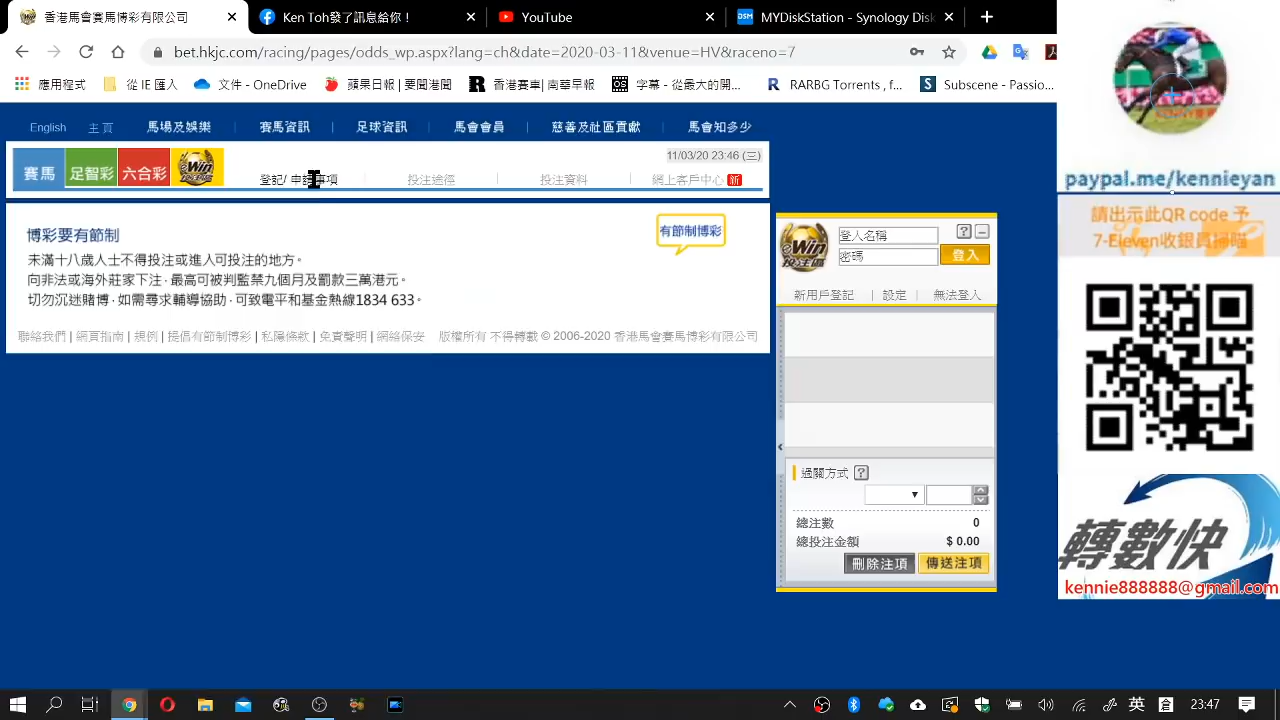 香港賽馬會博彩有限公司
Ken Ioh發了訊息給你！
YouTube
DSM
MYDiskStation - Synology Disk
bet.hkjc.com/racing/pages/odds_wp.aspx?lang=ch&date=2020-03-11&venue=HV&raceno=7
應用程式
從 IE 匯入
文件 - OneDrive
蘋果日報 | 蘋果新聞
R
香港賽事| 南華早報
OS
字幕 - 從最大的開...
R
RARBG Torrents , f...
S
Subscene - Passio...
English
主 頁
馬場及娛樂
賽馬資訊
足球資訊
馬會會員
慈善及社區貢獻
馬會知多少
賽馬
足智彩
六合彩
eWin
11/03/20 23:46 (三)
登記/ 申請事項
投注途徑
投注資料
網上客戶中心
新
博彩要有節制
有節制博彩
未滿十八歲人士不得投注或進入可投注的地方。
向非法或海外莊家下注，最高可被判監禁九個月及罰款三萬港元。
切勿沉迷賭博，如需尋求輔導協助，可致電平和基金熱線1834 633。
聯絡我們 | 網頁指南 | 規例 | 提倡有節制博彩 | 私隱條款 | 免責聲明 | 網絡保安 版權所有 不得轉載 © 2006-2020 香港馬會賽馬博彩有限公司
eWin
投注區
登入名稱
密碼
?
登入
新用戶登記 | 設定 | 無法登入
過關方式
?
總注數
0
總投注金額
$ 0.00
刪除注項
傳送注項
paypal.me/kennieyan
請出示此QR code 予
7-Eleven收銀員掃瞄
轉數快
kennie888888@gmail.com
英
倉
23:47